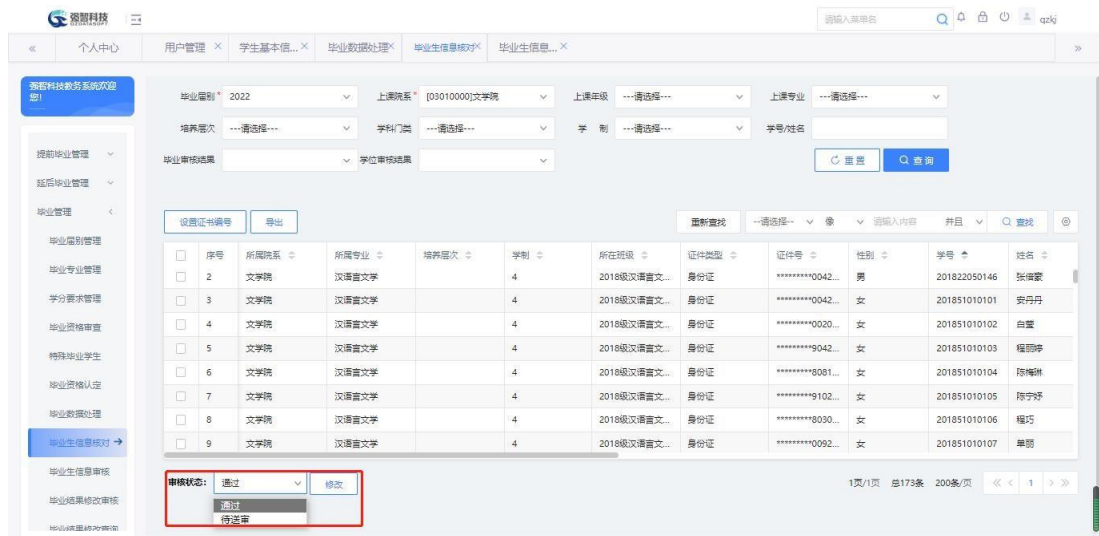 强智科技
QZDATASOFT
请输入菜单名
qzkj
个人中心
用户管理 ×
学生基本信... ×
毕业数据处理×
毕业生信息核对×
毕业生信息... ×
强智科技教务系统欢迎您!
提前毕业管理
延后毕业管理
毕业管理
毕业届别管理
毕业专业管理
学分要求管理
毕业资格审查
特殊毕业学生
毕业资格认定
毕业数据处理
毕业生信息核对 →
毕业生信息审核
毕业结果修改审核
毕业结果修改查询
毕业届别* 2022 上课院系* [03010000]文学院 上课年级 ---请选择--- 上课专业 ---请选择---
培养层次 ---请选择--- 学科门类 ---请选择--- 学 制 ---请选择--- 学号/姓名
毕业审核结果 学位审核结果 重置 查询
设置证书编号 导出 重新查找 --请选择-- 像 请输入内容 并且 查找
序号 所属院系 所属专业 培养层次 学制 所在班级 证件类型 证件号 性别 学号 姓名
2 文学院 汉语言文学 4 2018级汉语言文... 身份证 *********0042... 男 201822050146 张倍蒙
3 文学院 汉语言文学 4 2018级汉语言文... 身份证 *********0042... 女 201851010101 安丹丹
4 文学院 汉语言文学 4 2018级汉语言文... 身份证 *********0020... 女 201851010102 白莹
5 文学院 汉语言文学 4 2018级汉语言文... 身份证 *********9042... 女 201851010103 程丽婷
6 文学院 汉语言文学 4 2018级汉语言文... 身份证 *********8081... 女 201851010104 陈梅琳
7 文学院 汉语言文学 4 2018级汉语言文... 身份证 *********9102... 女 201851010105 陈宁妤
8 文学院 汉语言文学 4 2018级汉语言文... 身份证 *********8030... 女 201851010106 程巧
9 文学院 汉语言文学 4 2018级汉语言文... 身份证 *********0092... 女 201851010107 单丽
审核状态: 通过 修改 1页/1页 总173条 200条/页 1
通过
待送审